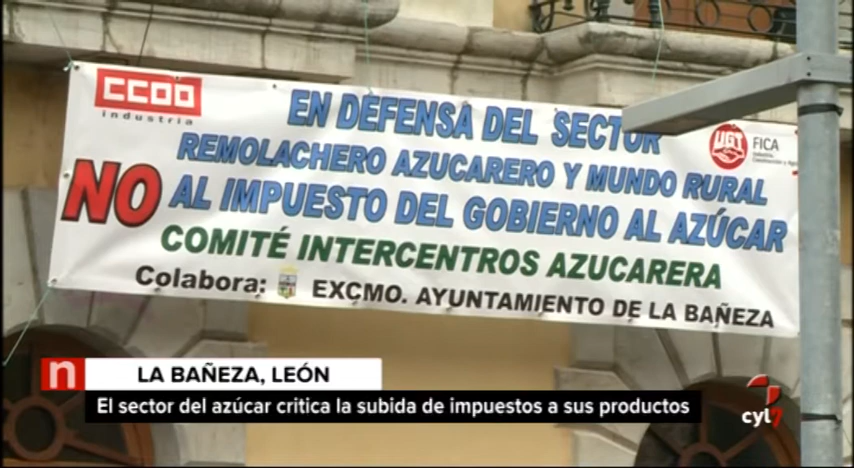 CCOO
industria
EN DEFENSA DEL SECTOR
REMOLACHERO AZUCARERO Y MUNDO RURAL
NO AL IMPUESTO DEL GOBIERNO AL AZÚCAR
COMITÉ INTERCENTROS AZUCARERA
Colabora: EXCMO. AYUNTAMIENTO DE LA BAÑEZA
UGT
FICA
n
LA BAÑEZA, LEÓN
El sector del azúcar critica la subida de impuestos a sus productos
cyl7